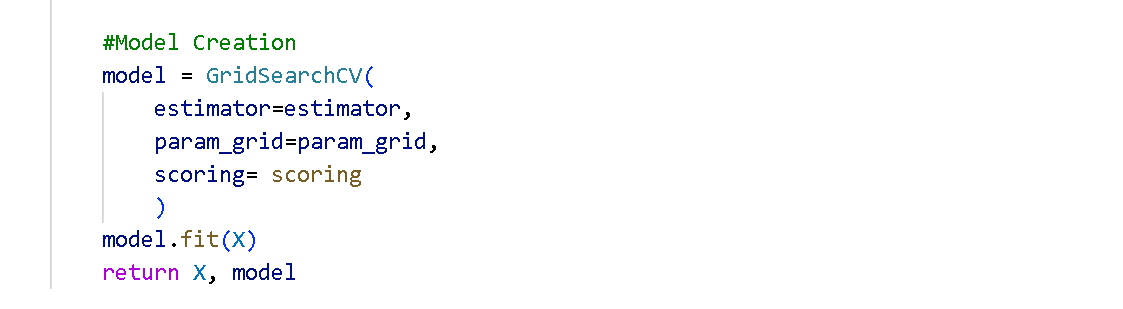 #Model Creation
model = GridSearchCV(
    estimator=estimator,
    param_grid=param_grid,
    scoring= scoring
    )
model.fit(X)
return X, model